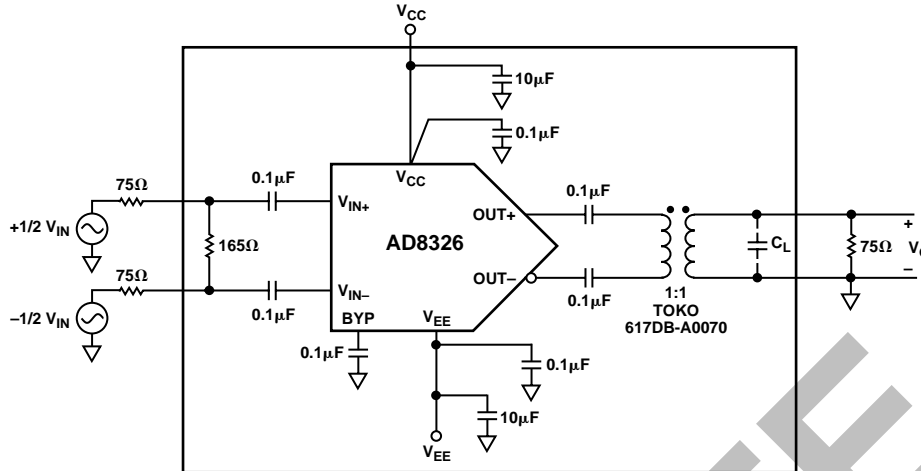 VCC
10µF
0.1µF
VCC
75Ω
0.1µF
VIN+
+1/2 VIN
165Ω
AD8326
OUT+
0.1µF
CL
75Ω
+
V
–
75Ω
–1/2 VIN
0.1µF
VIN–
OUT–
0.1µF
1:1
TOKO
617DB-A0070
BYP
VEE
0.1µF
0.1µF
10µF
VEE